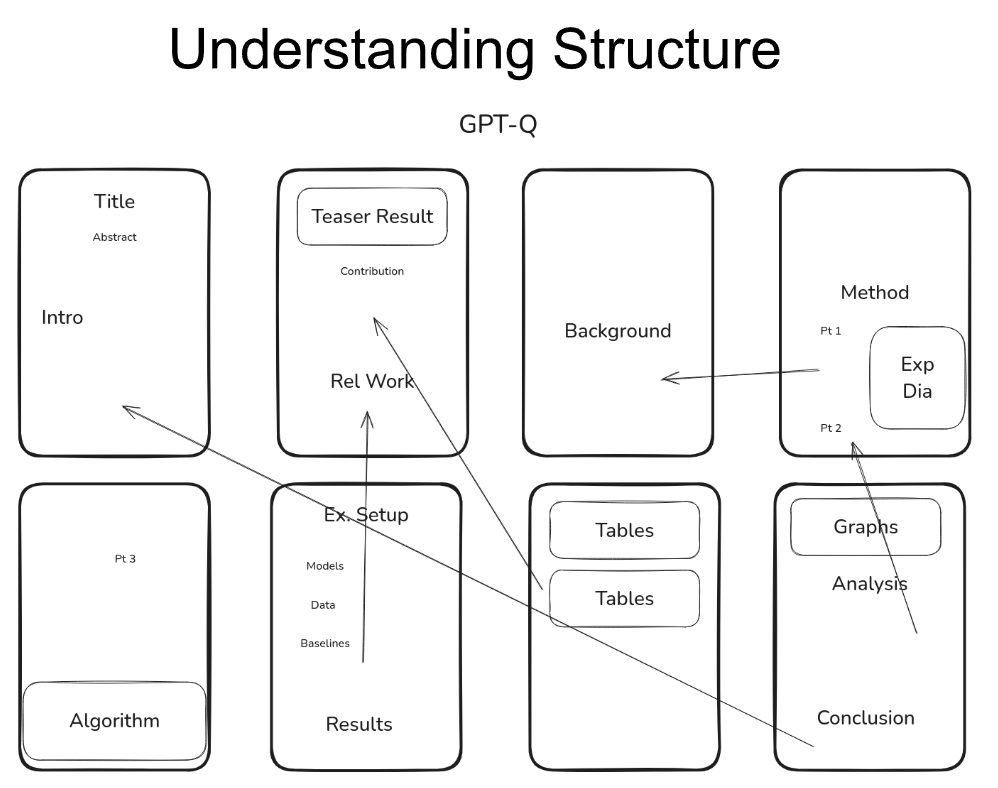 Understanding Structure
GPT-Q
Title
Abstract
Intro
Teaser Result
Contribution
Rel Work
Background
Method
Pt 1
Exp
Dia
Pt 2
Pt 3
Algorithm
Ex. Setup
Models
Data
Baselines
Results
Tables
Tables
Graphs
Analysis
Conclusion